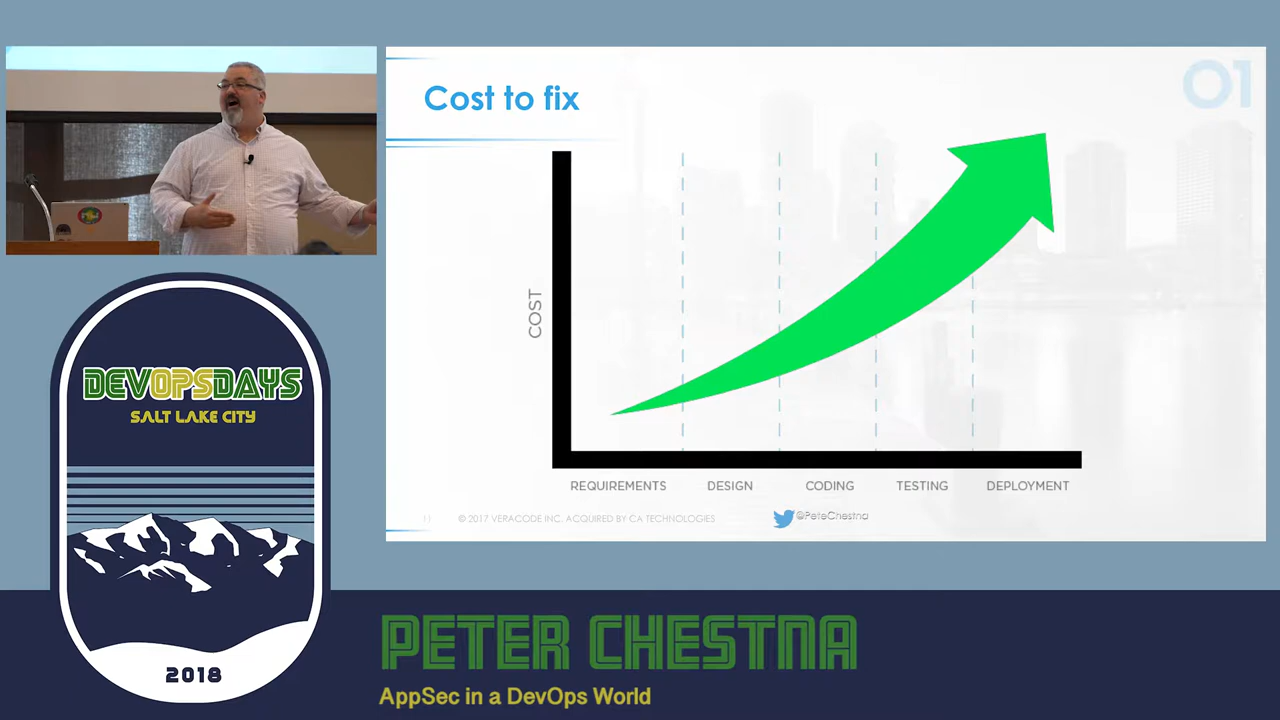 Cost to fix
01
COST
REQUIREMENTS DESIGN CODING TESTING DEPLOYMENT
11 © 2017 VERACODE INC, ACQUIRED BY CA TECHNOLOGIES @PeteChestna
DEVOPSDAYS
SALT LAKE CITY
2018
PETER CHESTNA
AppSec in a DevOps World